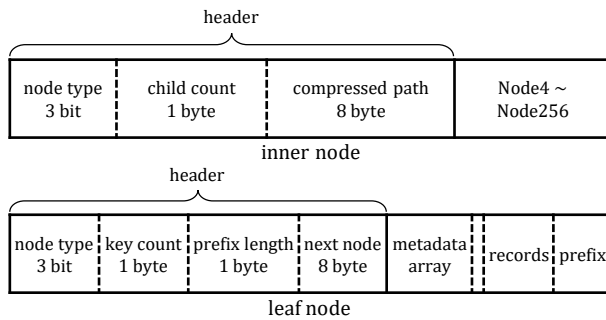 header
node type child count compressed path Node4 ~
3 bit 1 byte 8 byte Node256
inner node
header
node type key count prefix length next node metadata records prefix
3 bit 1 byte 1 byte 8 byte array
leaf node